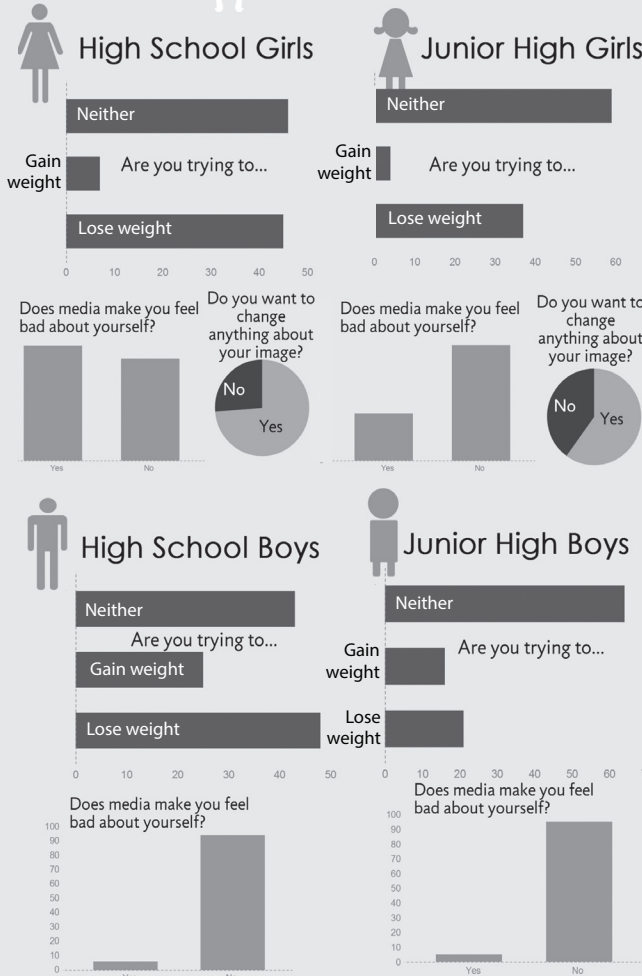 High School Girls
Neither
Gain
weight
Are you trying to...
Lose weight
0 10 20 30 40 50
Does media make you feel
bad about yourself?
Yes No
Do you want to
change
anything about
your image?
No
Yes
Junior High Girls
Neither
Gain
weight
Are you trying to...
Lose weight
0 10 20 30 40 50 60
Does media make you feel
bad about yourself?
Yes No
Do you want to
change
anything about
your image?
No
Yes
High School Boys
Neither
Are you trying to...
Gain weight
Lose weight
0 10 20 30 40 50
Does media make you feel
bad about yourself?
100
90
80
70
60
50
40
30
20
10
0
Junior High Boys
Neither
Gain
weight
Are you trying to...
Lose
weight
0 10 20 30 40 50 60
Does media make you feel
bad about yourself?
100
90
80
70
60
50
40
30
20
10
0
Yes No